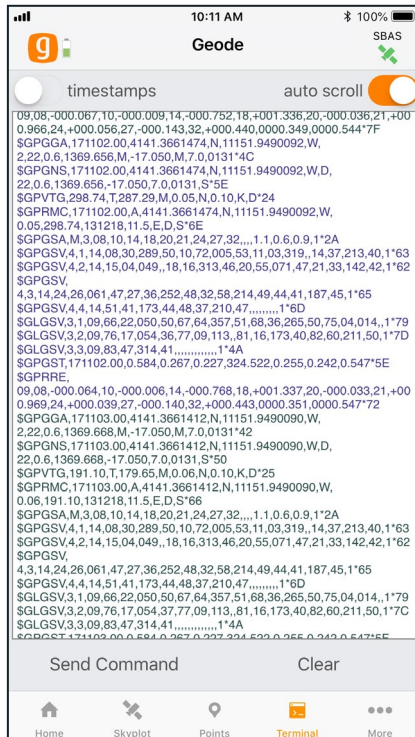 10:11 AM
100%
g
Geode
SBAS
timestamps
auto scroll
09,08,-000.067,10,-000.009,14,-000.752,18,+001.336,20,-000.036,21,+00
0.966,24,+000.056,27,-000.143,32,+000.440,0000.349,0000.544*7F
$GPGGA,171102.00,4141.3661474,N,11151.9490092,W,
2,22,0.6,1369.656,M,-17.050,M,7.0,0131*4C
$GPGNS,171102.00,4141.3661474,N,11151.9490092,W,D,
22,0.6,1369.656,-17.050,7.0,0131,S*5E
$GPVTG,298.74,T,287.29,M,0.05,N,0.10,K,D*24
$GPRMC,171102.00,A,4141.3661474,N,11151.9490092,W,
0.05,298.74,131218,11.5,E,D,S*6E
$GPGSA,M,3,08,10,14,18,20,21,24,27,32,,,,1.1,0.6,0.9,1*2A
$GPGSV,4,1,14,08,30,289,50,10,72,005,53,11,03,319,,14,37,213,40,1*63
$GPGSV,4,2,14,15,04,049,,18,16,313,46,20,55,071,47,21,33,142,42,1*62
$GPGSV,
4,3,14,24,26,061,47,27,36,252,48,32,58,214,49,44,41,187,45,1*65
$GPGSV,4,4,14,51,41,173,44,48,37,210,47,,,,,,,,,1*6D
$GLGSV,3,1,09,66,22,050,50,67,64,357,51,68,36,265,50,75,04,014,,1*79
$GLGSV,3,2,09,76,17,054,36,77,09,113,,81,16,173,40,82,60,211,50,1*7D
$GLGSV,3,3,09,83,47,314,41,,,,,,,,,,,,,1*4A
$GPGST,171102.00,0.584,0.267,0.227,324.522,0.255,0.242,0.547*5E
$GPRRE,
09,08,-000.064,10,-000.006,14,-000.768,18,+001.337,20,-000.033,21,+00
0.969,24,+000.039,27,-000.140,32,+000.443,0000.351,0000.547*72
$GPGGA,171103.00,4141.3661412,N,11151.9490090,W,
2,22,0.6,1369.668,M,-17.050,M,7.0,0131*42
$GPGNS,171103.00,4141.3661412,N,11151.9490090,W,D,
22,0.6,1369.668,-17.050,7.0,0131,S*50
$GPVTG,191.10,T,179.65,M,0.06,N,0.10,K,D*25
$GPRMC,171103.00,A,4141.3661412,N,11151.9490090,W,
0.06,191.10,131218,11.5,E,D,S*66
$GPGSA,M,3,08,10,14,18,20,21,24,27,32,,,,1.1,0.6,0.9,1*2A
$GPGSV,4,1,14,08,30,289,50,10,72,005,53,11,03,319,,14,37,213,40,1*63
$GPGSV,4,2,14,15,04,049,,18,16,313,46,20,55,071,47,21,33,142,42,1*62
$GPGSV,
4,3,14,24,26,061,47,27,36,252,48,32,58,214,49,44,41,187,45,1*65
$GPGSV,4,4,14,51,41,173,44,48,37,210,47,,,,,,,,,1*6D
$GLGSV,3,1,09,66,22,050,50,67,64,357,51,68,36,265,50,75,04,014,,1*79
$GLGSV,3,2,09,76,17,054,37,77,09,113,,81,16,173,40,82,60,211,50,1*7C
$GLGSV,3,3,09,83,47,314,41,,,,,,,,,,,,,1*4A
$GPGST,171103.00,0.584,0.267,0.227,324.522,0.255,0.242,0.547*5F
Send Command
Clear
Home
Skyplot
Points
Terminal
More